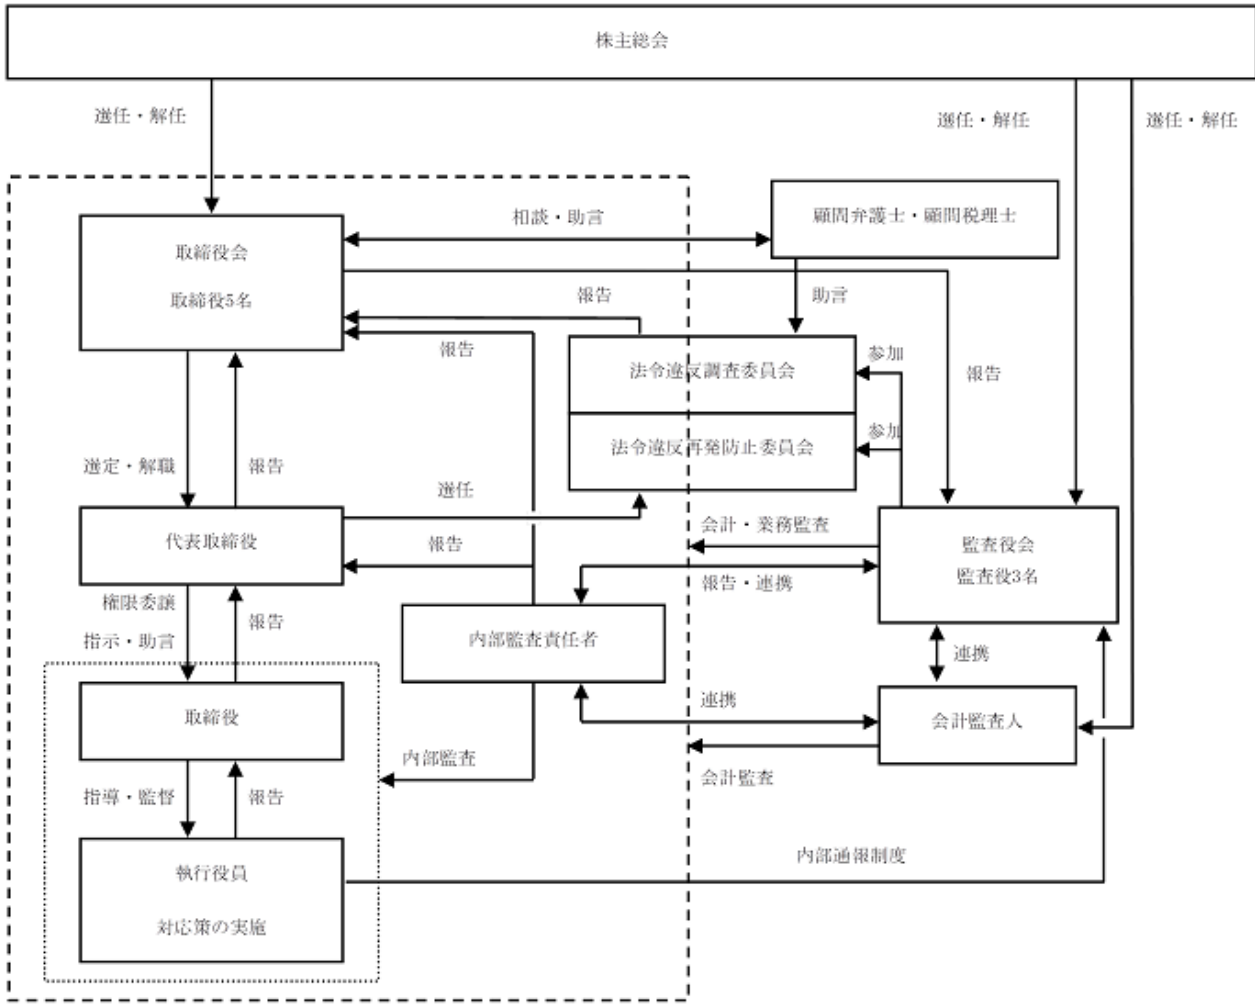 株主総会
選任・解任
選任・解任
選任・解任
顧問弁護士・顧問税理士
相談・助言
取締役会
取締役5名
報告
助言
報告
参加
法令違反調査委員会
報告
参加
法令違反再発防止委員会
選定・解職
報告
選任
会計・業務監査
監査役会
監査役3名
代表取締役
報告
報告・連携
権限委譲
指示・助言
報告
内部監査責任者
連携
連携
会計監査人
取締役
内部監査
会計監査
指導・監督
報告
内部通報制度
執行役員
対応策の実施